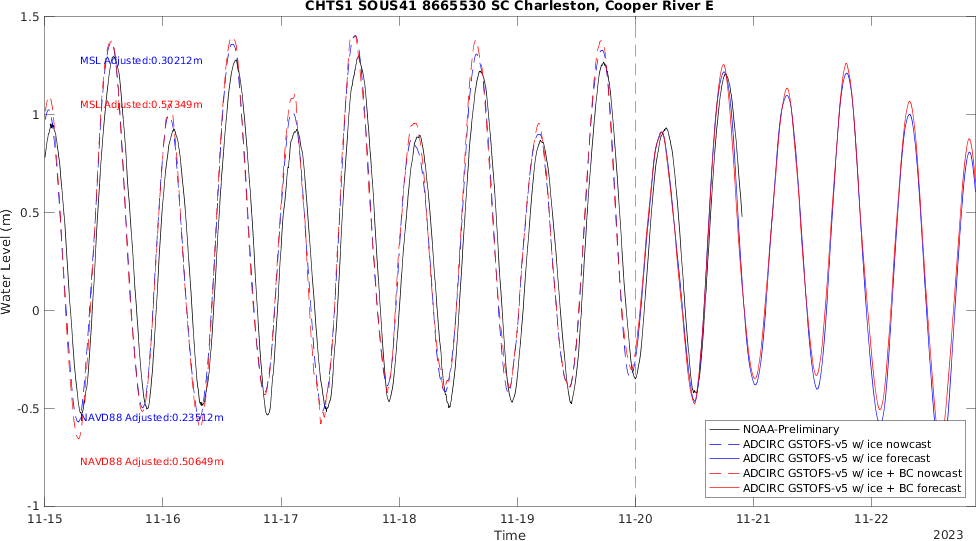 CHTS1 SOUS41 8665530 SC Charleston, Cooper River E
1.5
1
0.5
0
-0.5
-1
Water Level (m)
MSL Adjusted:0.30212m
MSL Adjusted:0.57349m
NAVD88 Adjusted:0.23512m
NAVD88 Adjusted:0.50649m
NOAA-Preliminary
ADCIRC GSTOFS-v5 w/ ice nowcast
ADCIRC GSTOFS-v5 w/ ice forecast
ADCIRC GSTOFS-v5 w/ ice + BC nowcast
ADCIRC GSTOFS-v5 w/ ice + BC forecast
11-15 11-16 11-17 11-18 11-19 11-20 11-21 11-22
Time
2023